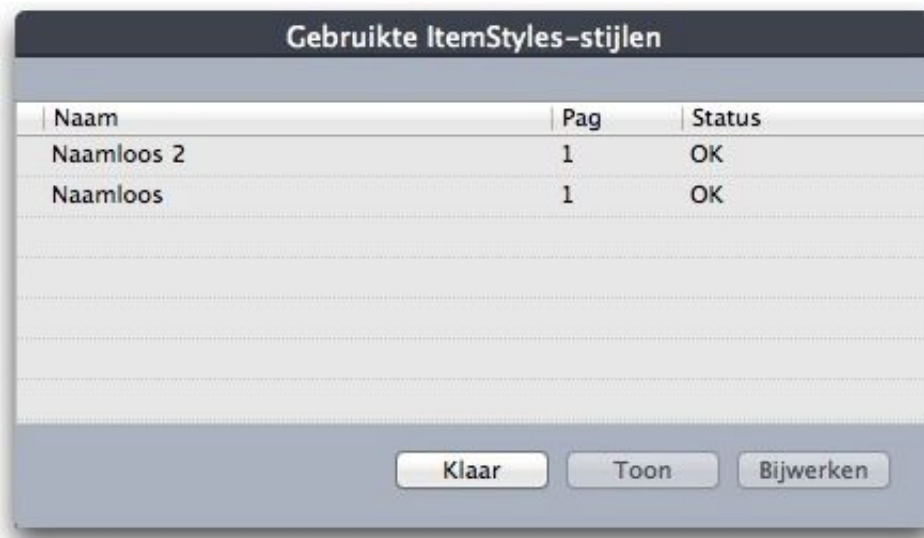 Gebruikte ItemStyles-stijlen
Naam Pag Status
Naamloos 2 1 OK
Naamloos 1 OK
Klaar Toon Bijwerken